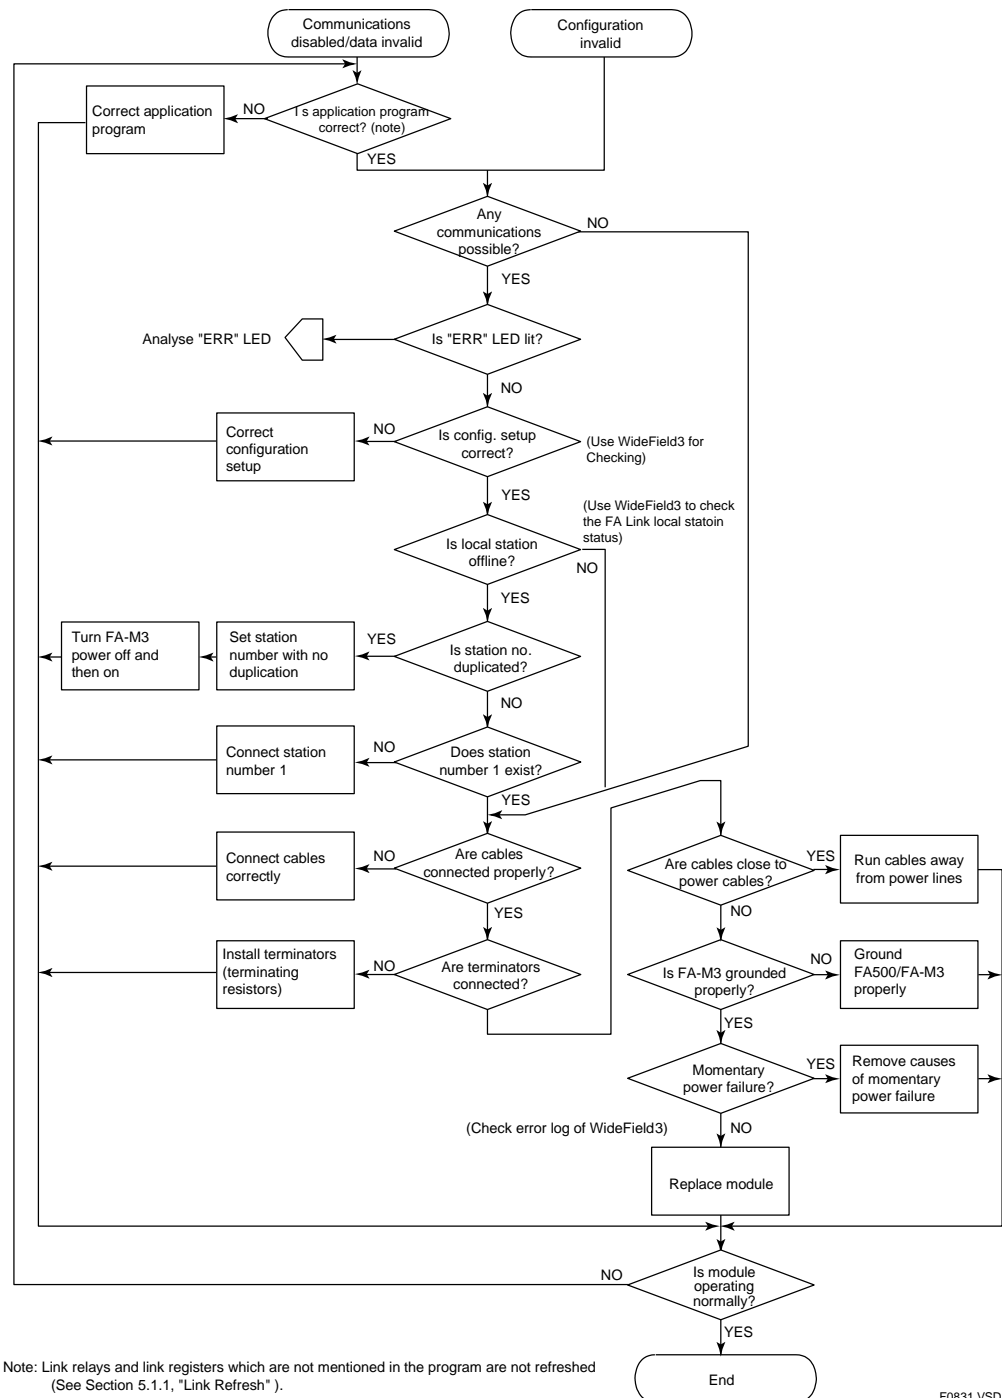 Communications
disabled/data invalid
Configuration
invalid
Correct application
program
NO
I s application program
correct? (note)
YES
Any
communications
possible?
NO
YES
Analyse "ERR" LED
Is "ERR" LED lit?
NO
Correct
configuration
setup
NO
Is config. setup
correct?
(Use WideField3 for
Checking)
YES
(Use WideField3 to check
the FA Link local statoin
status)
Is local station
offline?
NO
YES
Turn FA-M3
power off and
then on
Set station
number with no
duplication
YES
Is station no.
duplicated?
NO
Connect station
number 1
NO
Does station
number 1 exist?
YES
Connect cables
correctly
NO
Are cables
connected properly?
YES
Install terminators
(terminating
resistors)
NO
Are terminators
connected?
Are cables close to
power cables?
YES
Run cables away
from power lines
NO
Is FA-M3 grounded
properly?
NO
Ground
FA500/FA-M3
properly
YES
Momentary
power failure?
YES
Remove causes
of momentary
power failure
(Check error log of WideField3)
NO
Replace module
NO
Is module
operating
normally?
YES
End
Note: Link relays and link registers which are not mentioned in the program are not refreshed
(See Section 5.1.1, "Link Refresh" ).
F0831.VSD